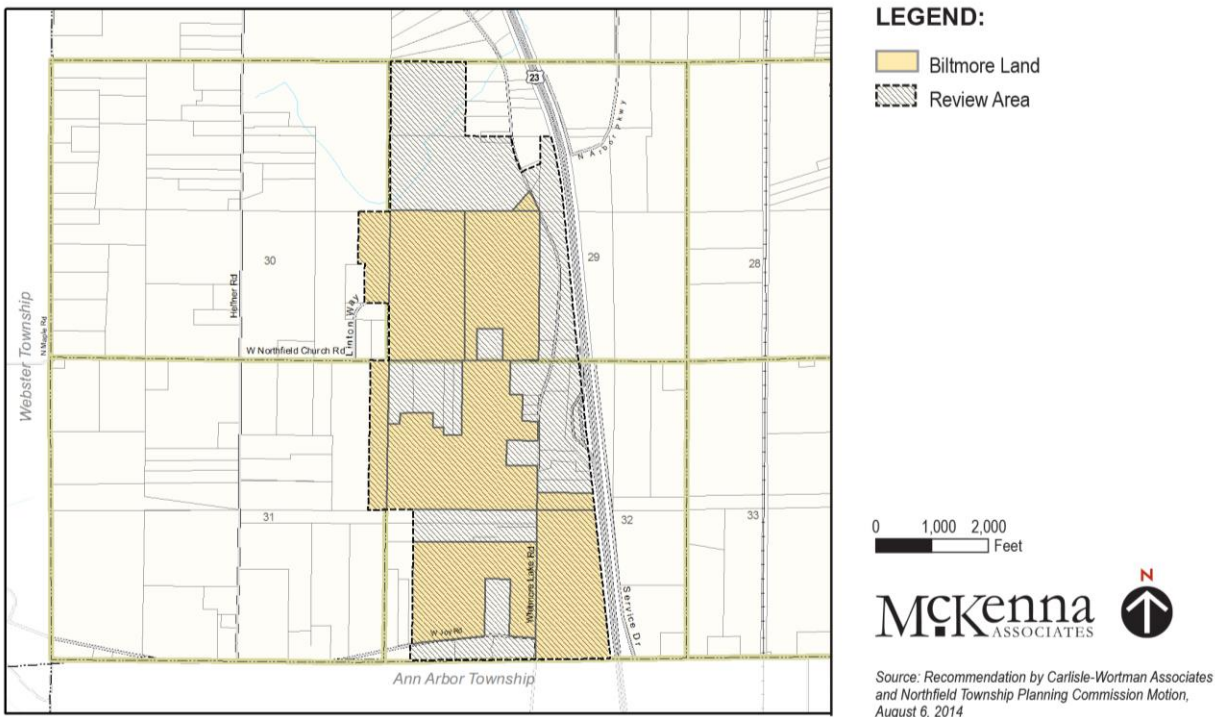 LEGEND:
Biltmore Land
Review Area
23
N Arbor Pkwy
30
29
28
Heffner Rd
Linton Way
Webster Township
N Maple Rd
W Northfield Church Rd
31
32
33
Whitmore Lake Rd
Service Dr
W Joy Rd
Ann Arbor Township
0 1,000 2,000
Feet
N
McKenna
ASSOCIATES
Source: Recommendation by Carlisle-Wortman Associates
and Northfield Township Planning Commission Motion,
August 6, 2014